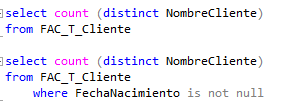 select count (distinct NombreCliente)
from FAC_T_Cliente
select count (distinct NombreCliente)
from FAC_T_Cliente
where FechaNacimiento is not null